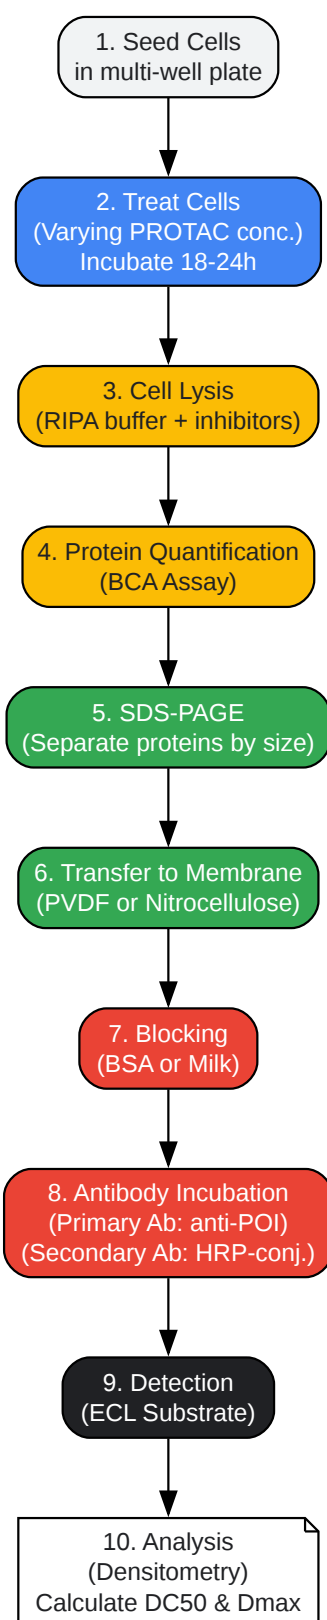 1. Seed Cells
in multi-well plate
2. Treat Cells
(Varying PROTAC conc.)
Incubate 18-24h
3. Cell Lysis
(RIPA buffer + inhibitors)
4. Protein Quantification
(BCA Assay)
5. SDS-PAGE
(Separate proteins by size)
6. Transfer to Membrane
(PVDF or Nitrocellulose)
7. Blocking
(BSA or Milk)
8. Antibody Incubation
(Primary Ab: anti-POI)
(Secondary Ab: HRP-conj.)
9. Detection
(ECL Substrate)
10. Analysis
(Densitometry)
Calculate DC50 & Dmax